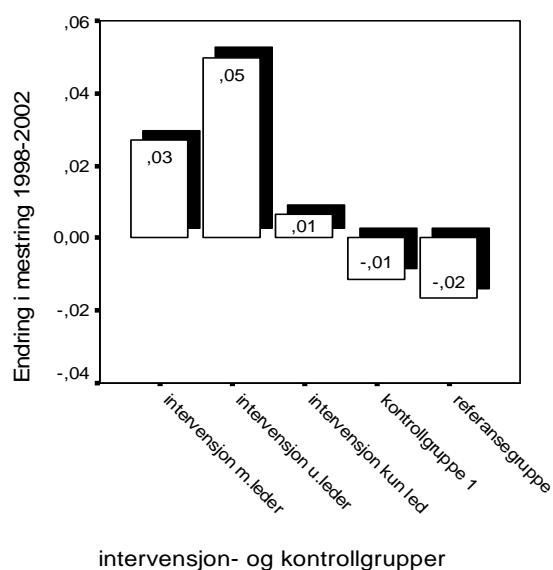 ,06
,04
,02
0,00
-,02
-,04
Endring i mestring 1998-2002
,03
,05
,01
-,01
-,02
intervensjon m.leder
intervensjon u.leder
intervensjon kun led
kontrollgruppe 1
referansegruppe
intervensjon- og kontrollgrupper